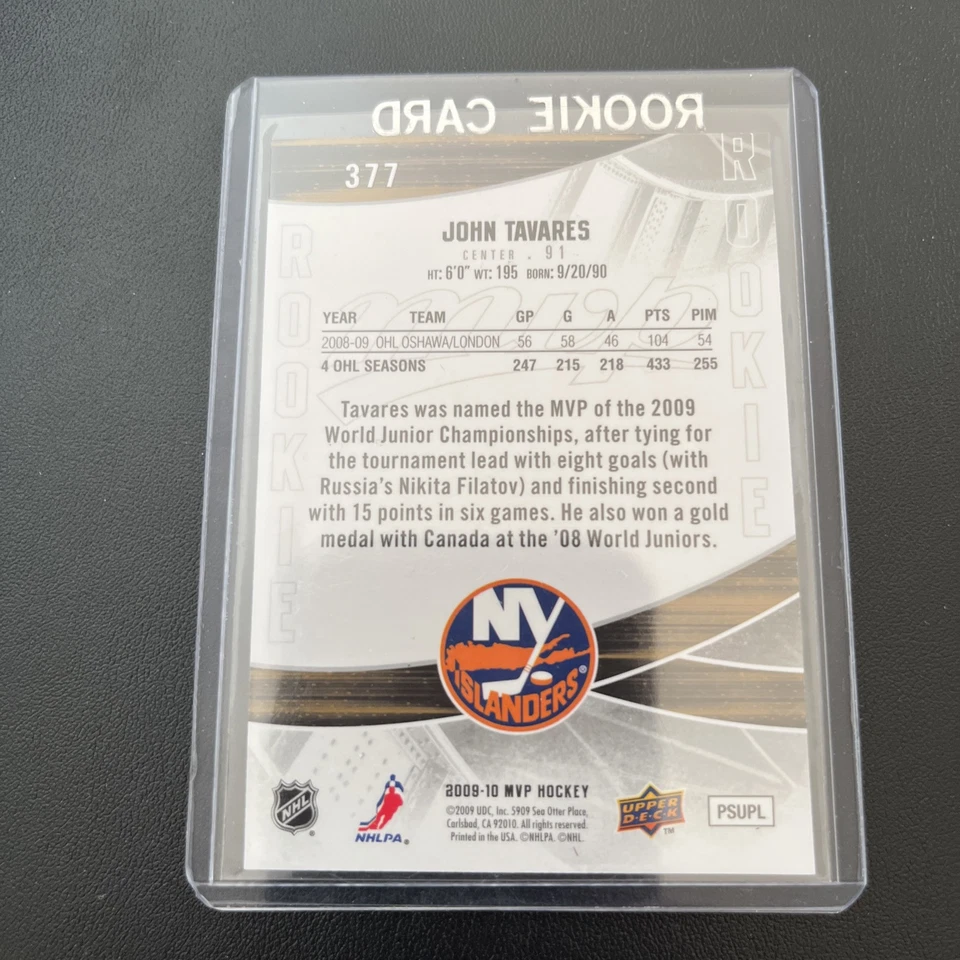 ROOKIE CARD
377
ROOKIE
ROOKIE
JOHN TAVARES
CENTER . 91
HT: 6'0" WT: 195 BORN: 9/20/90
mvp
YEAR TEAM GP G A PTS PIM
2008-09 OHL OSHAWA/LONDON 56 58 46 104 54
4 OHL SEASONS 247 215 218 433 255
Tavares was named the MVP of the 2009
World Junior Championships, after tying for
the tournament lead with eight goals (with
Russia's Nikita Filatov) and finishing second
with 15 points in six games. He also won a gold
medal with Canada at the '08 World Juniors.
NY
ISLANDERS®
NHL ®
NHLPA®
2009-10 MVP HOCKEY
©2009 UDC, Inc. 5909 Sea Otter Place,
Carlsbad, CA 92010. All rights reserved.
Printed in the USA. ©NHLPA. ©NHL.
UPPER
D·E·C·K
TM
PSUPL